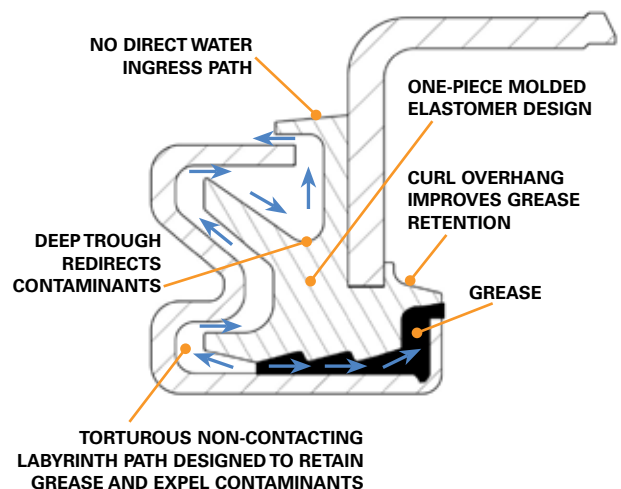 NO DIRECT WATER
INGRESS PATH
ONE-PIECE MOLDED
ELASTOMER DESIGN
CURL OVERHANG
IMPROVES GREASE
RETENTION
DEEP TROUGH
REDIRECTS
CONTAMINANTS
GREASE
TORTUROUS NON-CONTACTING
LABYRINTH PATH DESIGNED TO RETAIN
GREASE AND EXPEL CONTAMINANTS